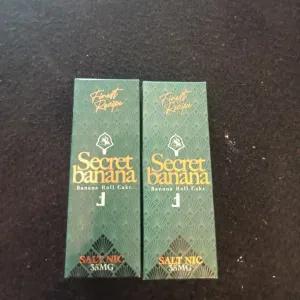 Finest
Recipe
Secret
banana
Banana Roll Cake
SALT NIC
35MG
Finest
Recipe
Secret
banana
Banana Roll Cake
SALT NIC
35MG